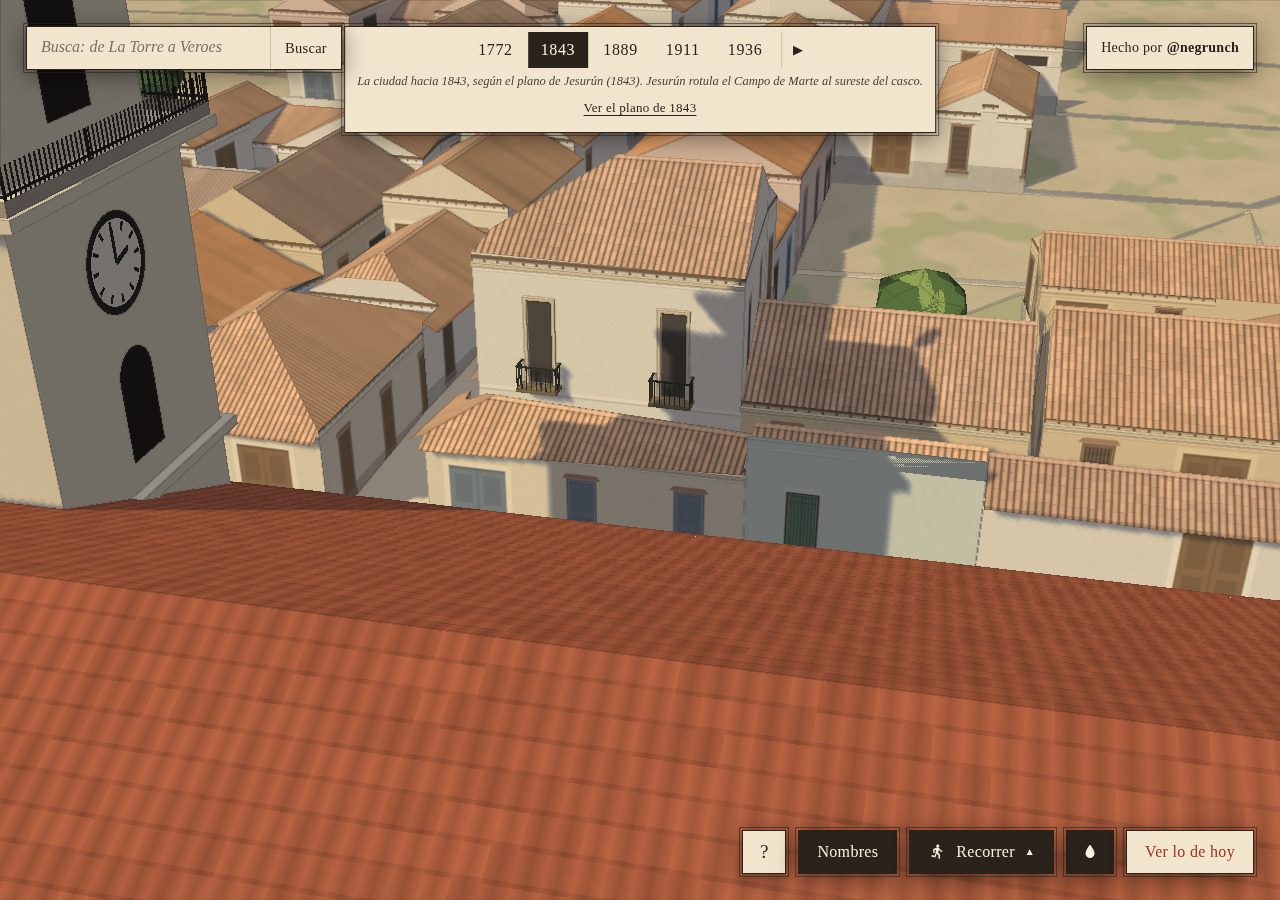 Busca: de La Torre a Veroes
Buscar
1772 1843 1889 1911 1936 ▶
La ciudad hacia 1843, según el plano de Jesurún (1843). Jesurún rotula el Campo de Marte al sureste del casco.
Ver el plano de 1843
Hecho por @negrunch
?
Nombres
Recorrer ▲
Ver lo de hoy